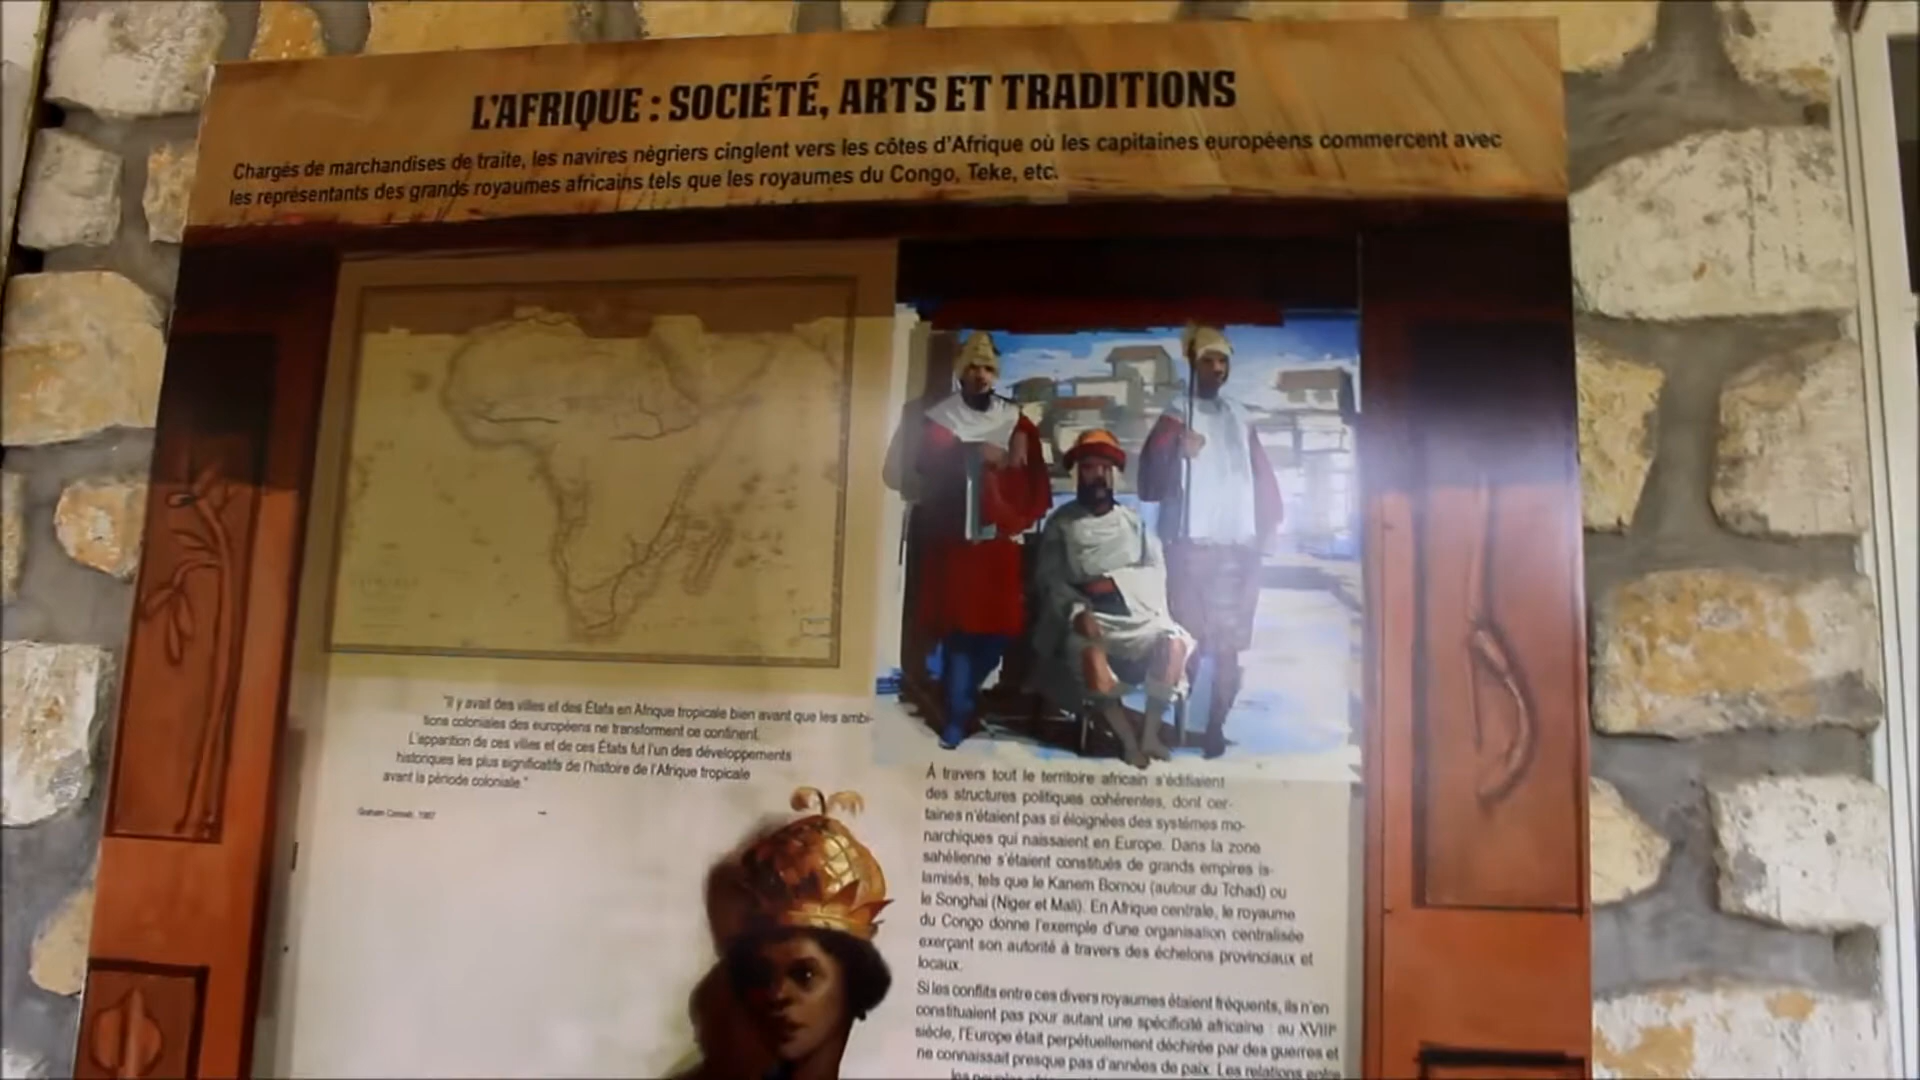 L'AFRIQUE : SOCIÉTÉ, ARTS ET TRADITIONS
Chargés de marchandises de traite, les navires négriers cinglent vers les côtes d'Afrique où les capitaines européens commercent avec
les représentants des grands royaumes africains tels que les royaumes du Congo, Teke, etc.
"Il y avait des villes et des États en Afrique tropicale bien avant que les ambi-
tions coloniales des européens ne transforment ce continent.
L'apparition de ces villes et de ces États fut l'un des développements
historiques les plus significatifs de l'histoire de l'Afrique tropicale
avant la période coloniale."
À travers tout le territoire africain s'édifiaient
des structures politiques cohérentes, dont cer-
taines n'étaient pas si éloignées des systèmes mo-
narchiques qui naissaient en Europe. Dans la zone
sahélienne s'étaient constitués de grands empires is-
lamisés, tels que le Kanem Bornou (autour du Tchad) ou
le Songhai (Niger et Mali). En Afrique centrale, le royaume
du Congo donne l'exemple d'une organisation centralisée
exerçant son autorité à travers des échelons provinciaux et
locaux.
Si les conflits entre ces divers royaumes étaient fréquents, ils n'en
constituaient pas pour autant une spécificité africaine : au XVIIIe
siècle, l'Europe était perpétuellement déchirée par des guerres et
ne connaissait presque pas d'années de paix. Les relations entre